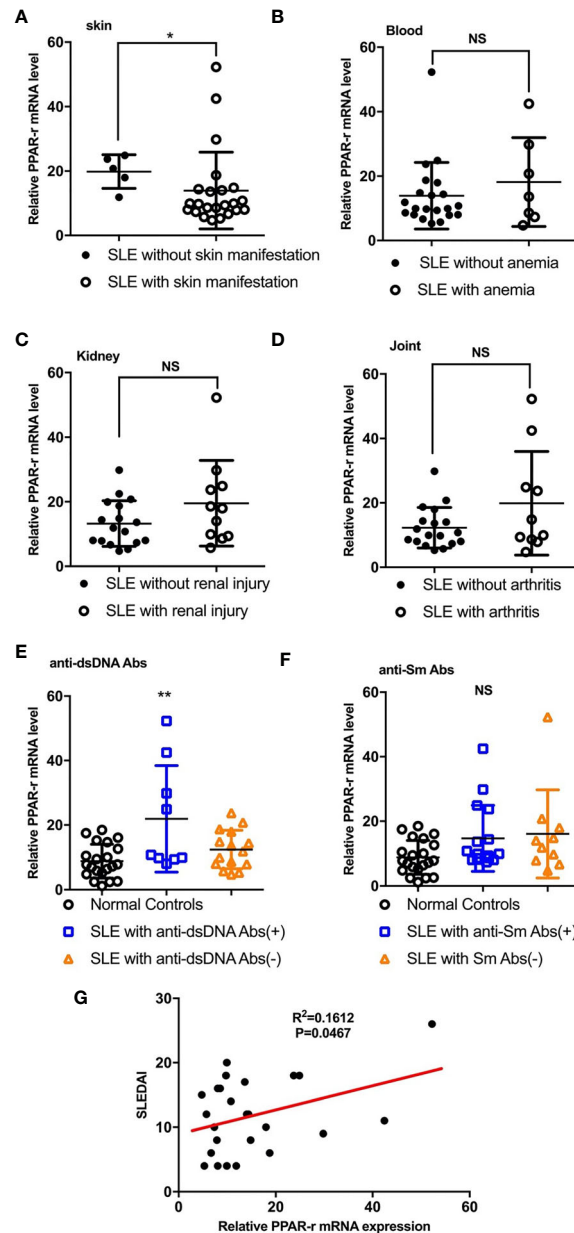 A
skin
*
Relative PPAR-r mRNA level
60
40
20
0
SLE without skin manifestation
SLE with skin manifestation
B
Blood
NS
Relative PPAR-r mRNA level
60
40
20
0
SLE without anemia
SLE with anemia
C
Kidney
NS
Relative PPAR-r mRNA level
60
40
20
0
SLE without renal injury
SLE with renal injury
D
Joint
NS
Relative PPAR-r mRNA level
60
40
20
0
SLE without arthritis
SLE with arthritis
E
anti-dsDNA Abs
**
Relative PPAR-r mRNA level
60
40
20
0
Normal Controls
SLE with anti-dsDNA Abs(+)
SLE with anti-dsDNA Abs(-)
F
anti-Sm Abs
NS
Relative PPAR-r mRNA level
60
40
20
0
Normal Controls
SLE with anti-Sm Abs(+)
SLE with Sm Abs(-)
G
R²=0.1612
P=0.0467
SLEDAI
30
20
10
0
0 20 40 60
Relative PPAR-r mRNA expression